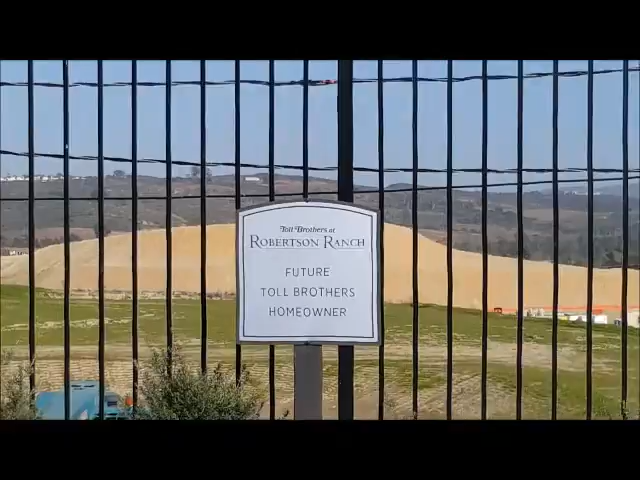 Toll Brothers at
ROBERTSON RANCH
FUTURE
TOLL BROTHERS
HOMEOWNER